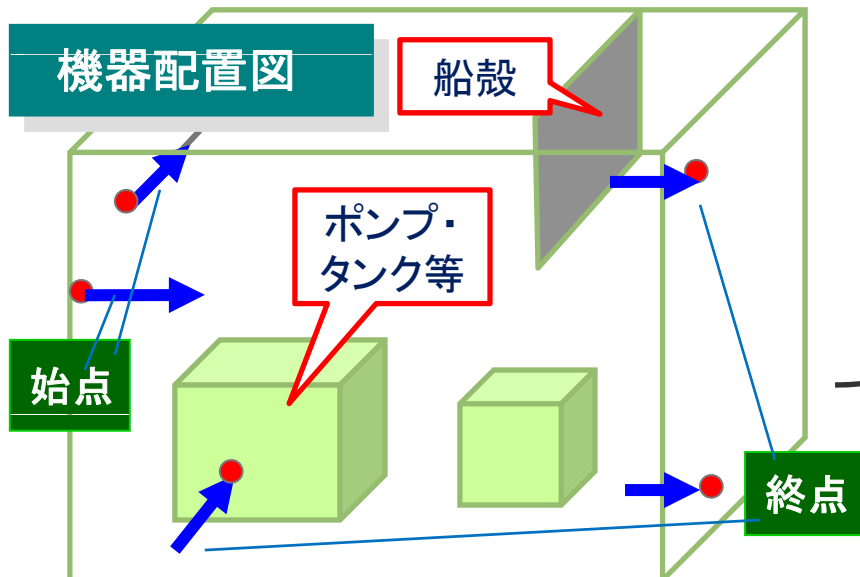 機器配置図
船殻
ポンプ・
タンク等
始点
終点